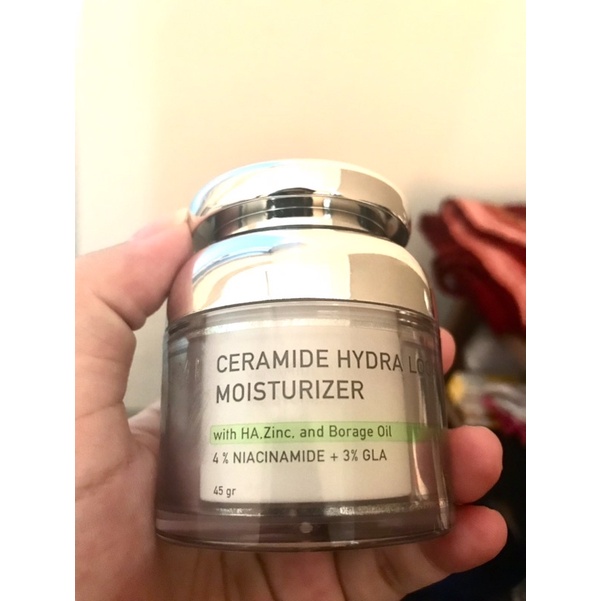 CERAMIDE HYDRA
MOISTURIZER
with HA,Zinc, and Borage Oil
4 % NIACINAMIDE + 3% GLA
45 gr